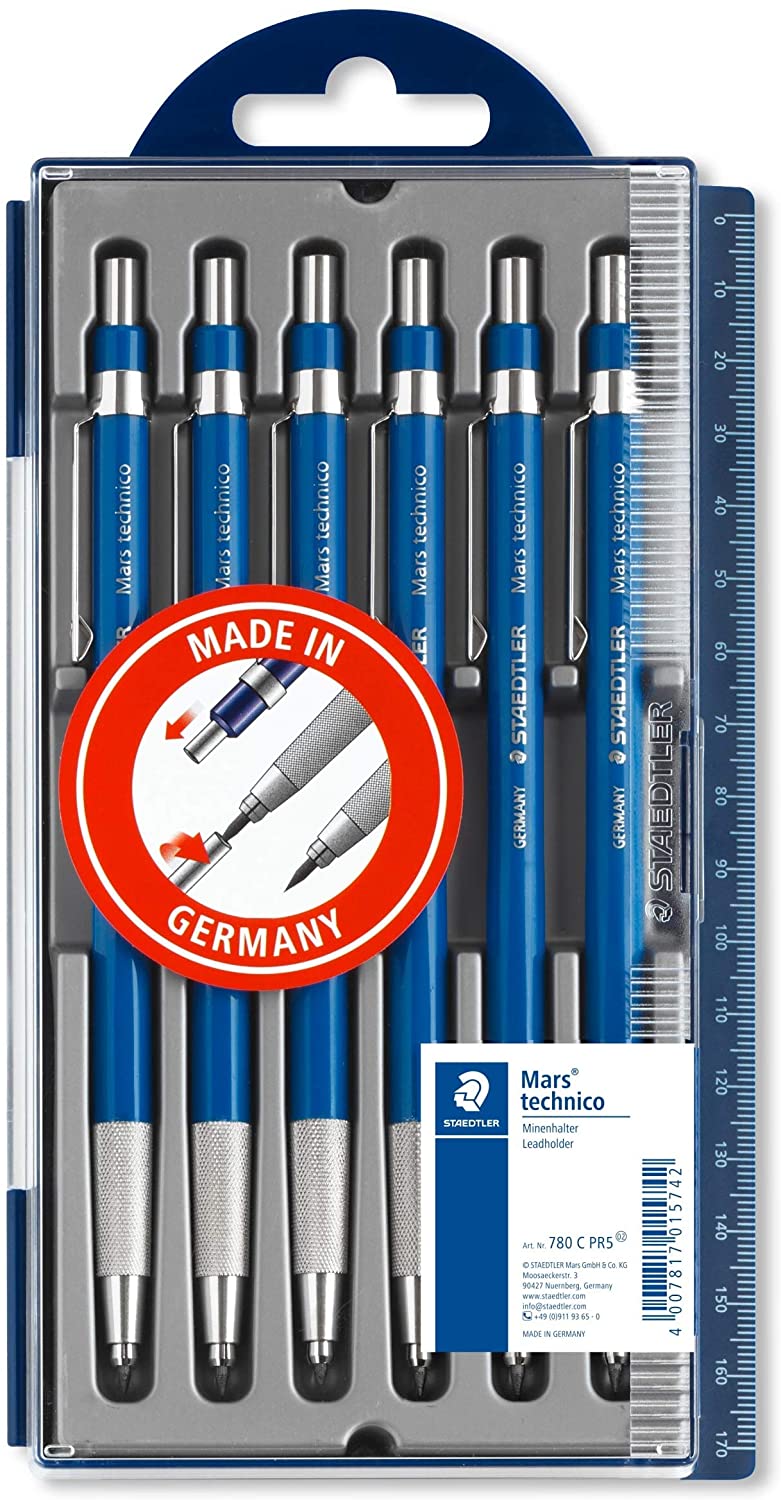 Mars technico
Mars technico
Mars technico
Mars technico
GERMANY STAEDTLER Mars technico
GERMANY STAEDTLER Mars technico
MADE IN
GERMANY
STAEDTLER
0
10
20
30
40
50
60
70
80
90
100
110
120
130
140
150
160
170
STAEDTLER
Mars®
technico
Minenhalter
Leadholder
Art. Nr. 780 C PR5 02
© STAEDTLER Mars GmbH & Co. KG
Moosaeckerstr. 3
90427 Nuernberg, Germany
www.staedtler.com
info@staedtler.com
+49 (0)911 93 65 - 0
MADE IN GERMANY
4 007817 015742